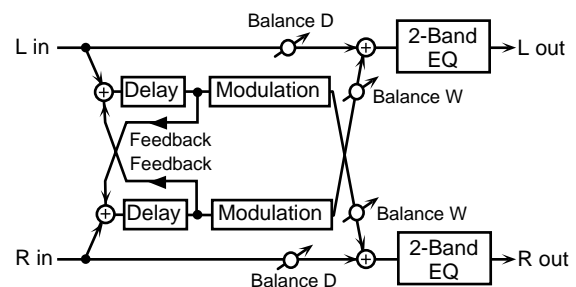 Balance D
L in
2-Band
EQ
L out
Delay
Modulation
Balance W
Feedback
Feedback
Delay
Modulation
Balance W
R in
Balance D
2-Band
EQ
R out